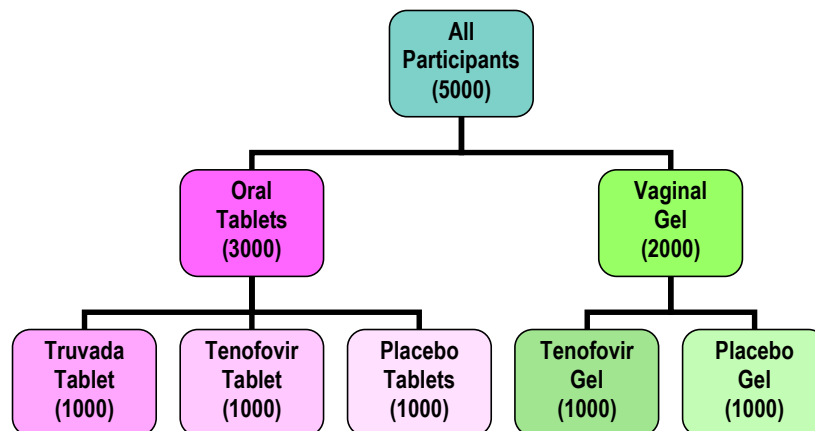 All
Participants
(5000)
Oral
Tablets
(3000)
Vaginal
Gel
(2000)
Truvada
Tablet
(1000)
Tenofovir
Tablet
(1000)
Placebo
Tablets
(1000)
Tenofovir
Gel
(1000)
Placebo
Gel
(1000)